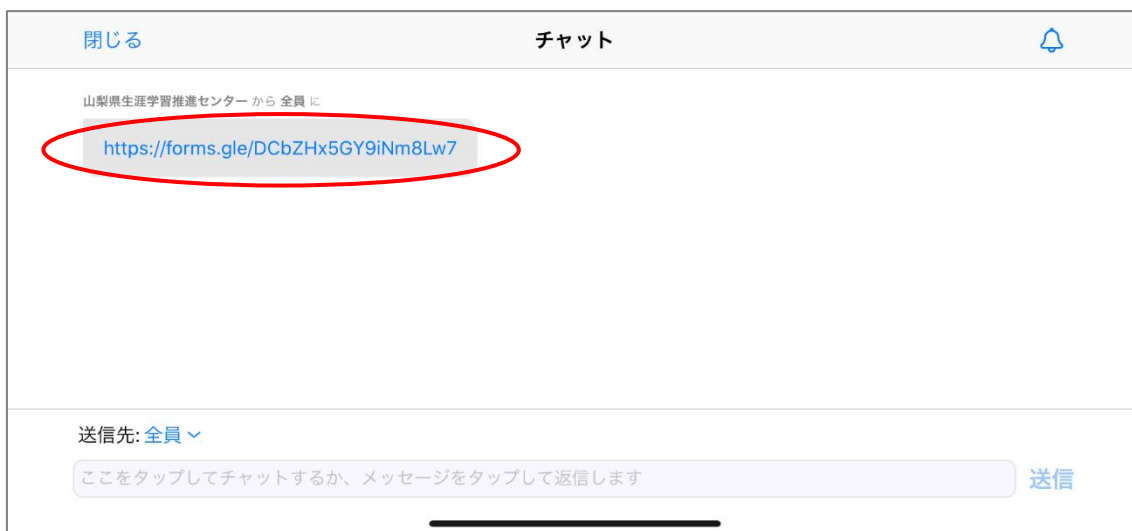 閉じる
チャット
山梨県生涯学習推進センター から 全員 に
https://forms.gle/DCbZHx5GY9iNm8Lw7
送信先: 全員
ここをタップしてチャットするか、メッセージをタップして返信します
送信